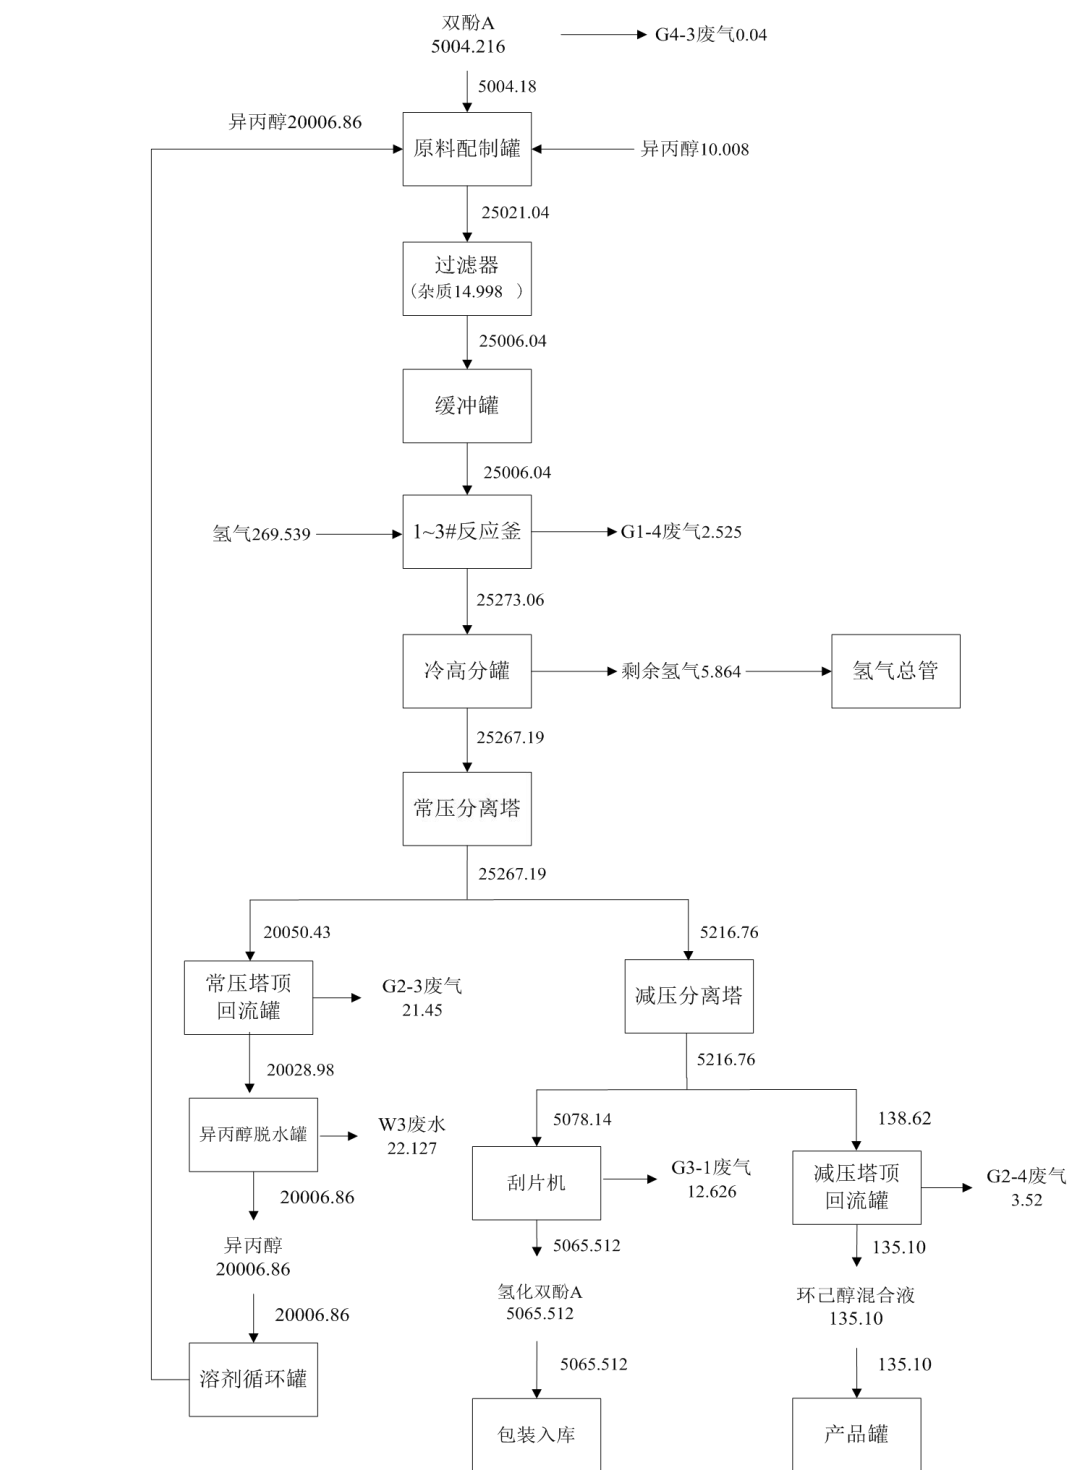 双酚A
5004.216
G4-3废气0.04
5004.18
异丙醇20006.86
原料配制罐
异丙醇10.008
25021.04
过滤器
（杂质14.998 ）
25006.04
缓冲罐
25006.04
氢气269.539
1~3#反应釜
G1-4废气2.525
25273.06
冷高分罐
剩余氢气5.864
氢气总管
25267.19
常压分离塔
25267.19
20050.43
5216.76
常压塔顶
回流罐
G2-3废气
21.45
减压分离塔
20028.98
5216.76
异丙醇脱水罐
W3废水
22.127
5078.14
138.62
刮片机
G3-1废气
12.626
减压塔顶
回流罐
G2-4废气
3.52
20006.86
5065.512
135.10
异丙醇
20006.86
氢化双酚A
5065.512
环己醇混合液
135.10
20006.86
5065.512
135.10
溶剂循环罐
包装入库
产品罐